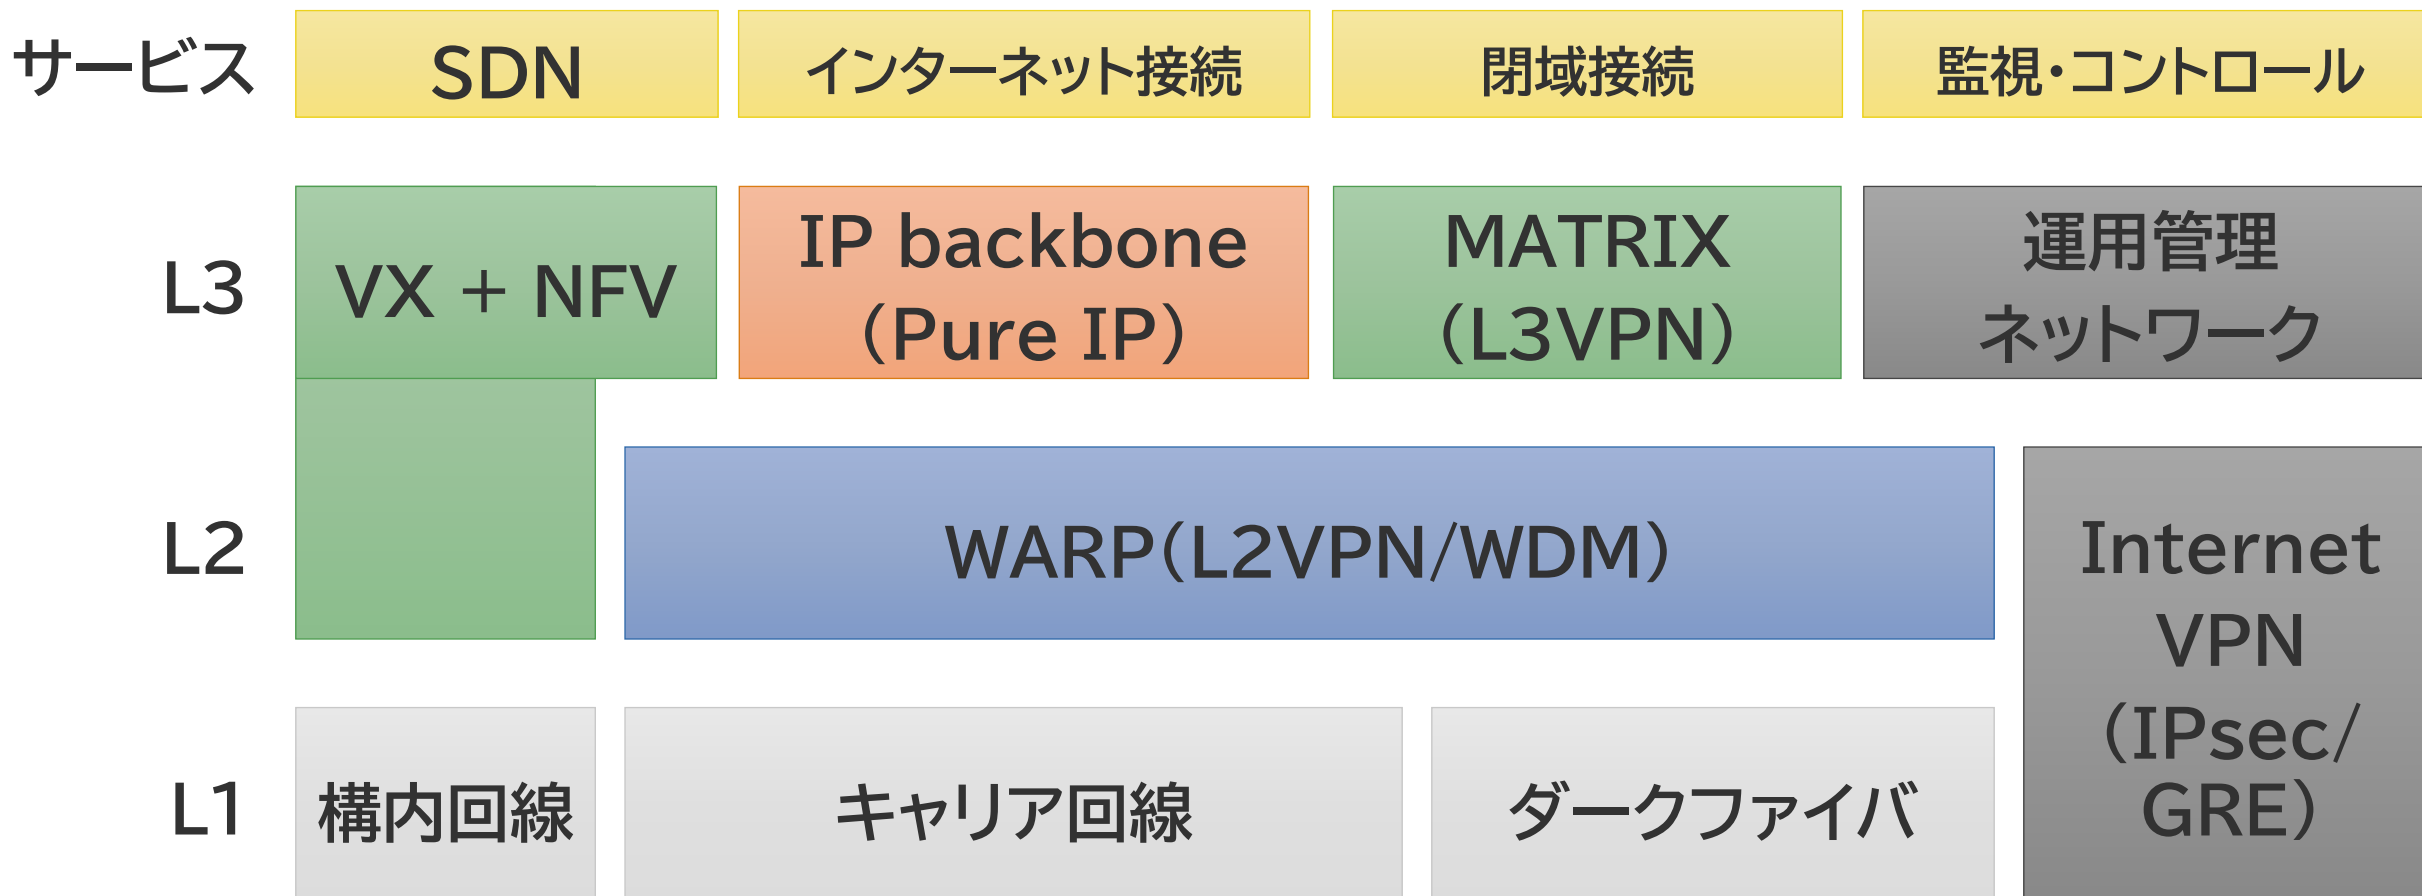 サービス
SDN
インターネット接続
閉域接続
監視・コントロール
L3
VX + NFV
IP backbone
(Pure IP)
MATRIX
(L3VPN)
運用管理
ネットワーク
L2
WARP(L2VPN/WDM)
Internet
VPN
(IPsec/
GRE)
L1
構内回線
キャリア回線
ダークファイバ